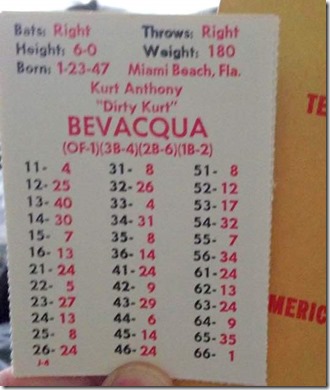 Bats: Right Throws: Right
Height: 6-0 Weight: 180
Born: 1-23-47 Miami Beach, Fla.
Kurt Anthony
"Dirty Kurt"
BEVACQUA
(OF-1)(3B-4)(2B-6)(1B-2)
11- 4 31- 8 51- 8
12- 25 32- 26 52- 12
13- 40 33- 4 53- 17
14- 30 34- 31 54- 32
15- 7 35- 8 55- 7
16- 13 36- 14 56- 34
21- 24 41- 24 61- 24
22- 5 42- 9 62- 13
23- 27 43- 29 63- 24
24- 13 44- 6 64- 9
25- 8 45- 14 65- 35
26- 24 46- 24 66- 1
J-4
TE
MERIC